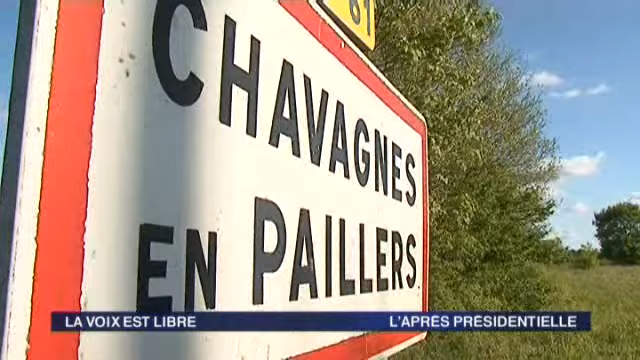 61
CHAVAGNES
EN PAILLERS
LA VOIX EST LIBRE
L'APRÈS PRÉSIDENTIELLE